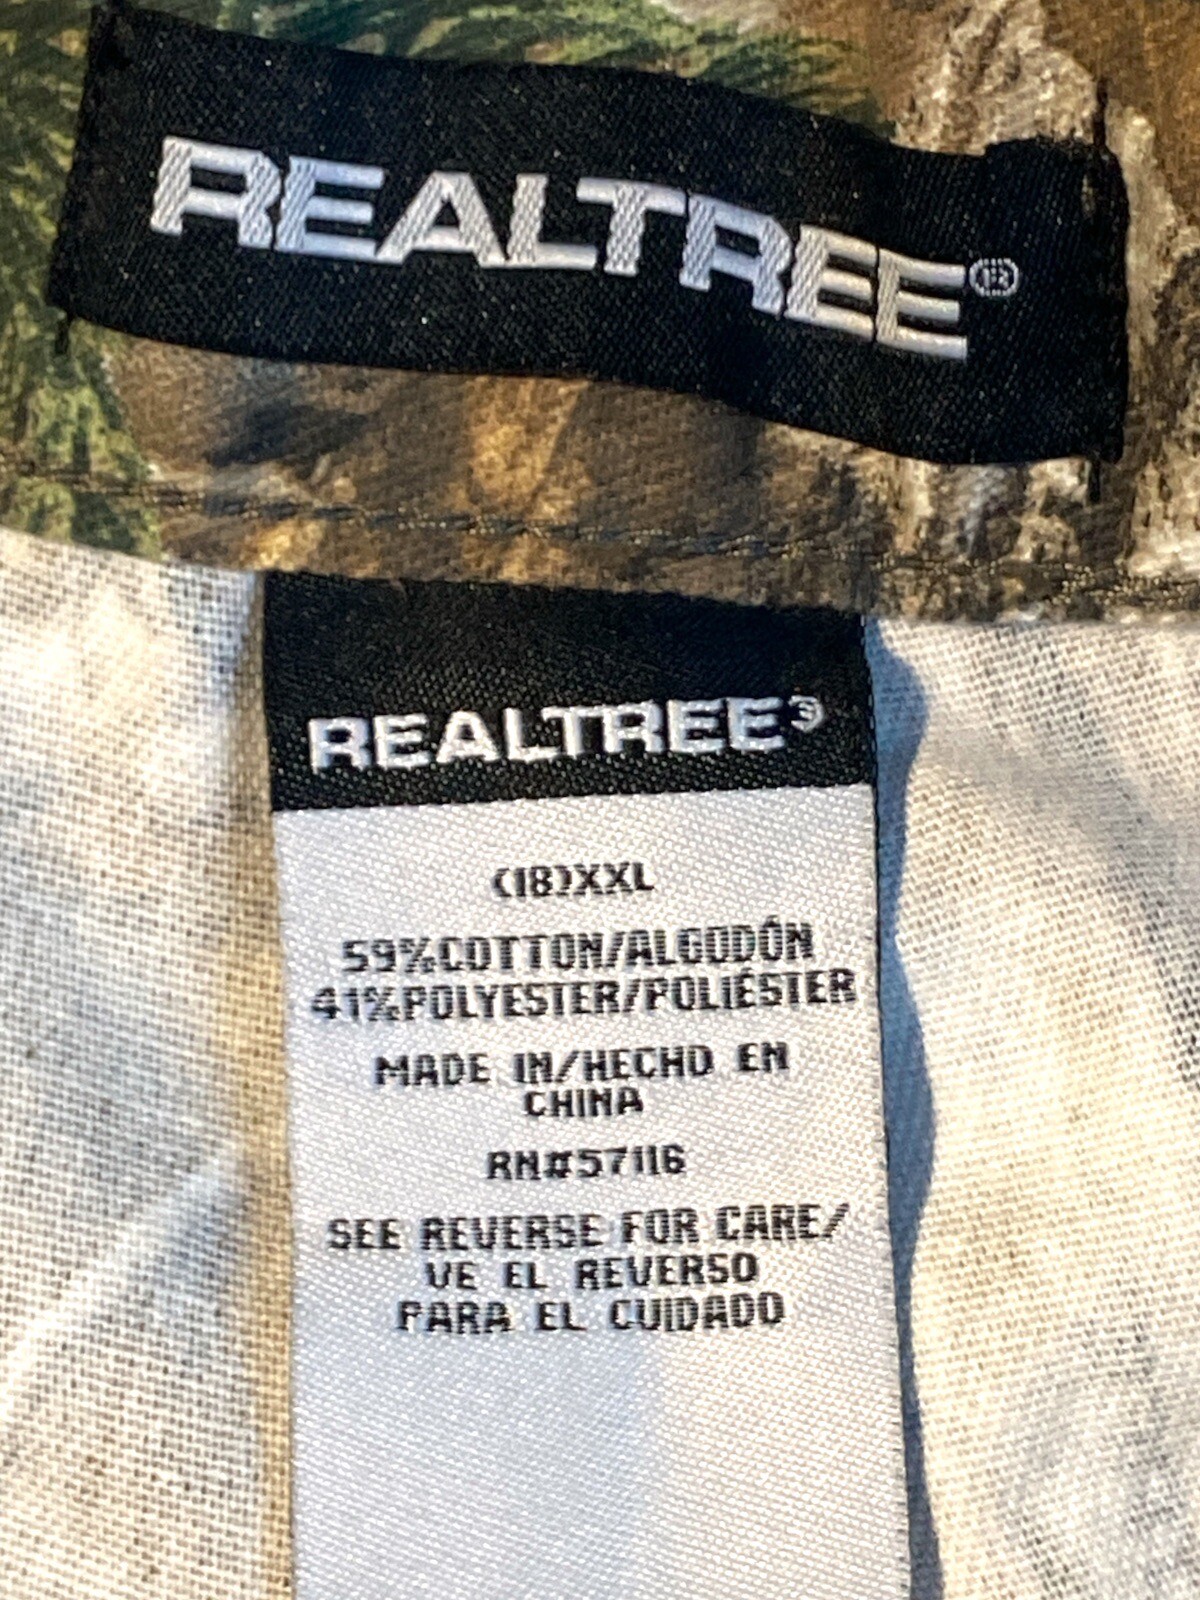 REALTREE®
REALTREE®
(18)XXL
59%COTTON/ALGODÓN
41%POLYESTER/POLIÉSTER
MADE IN/HECHO EN
CHINA
RN#57116
SEE REVERSE FOR CARE/
VE EL REVERSO
PARA EL CUIDADO